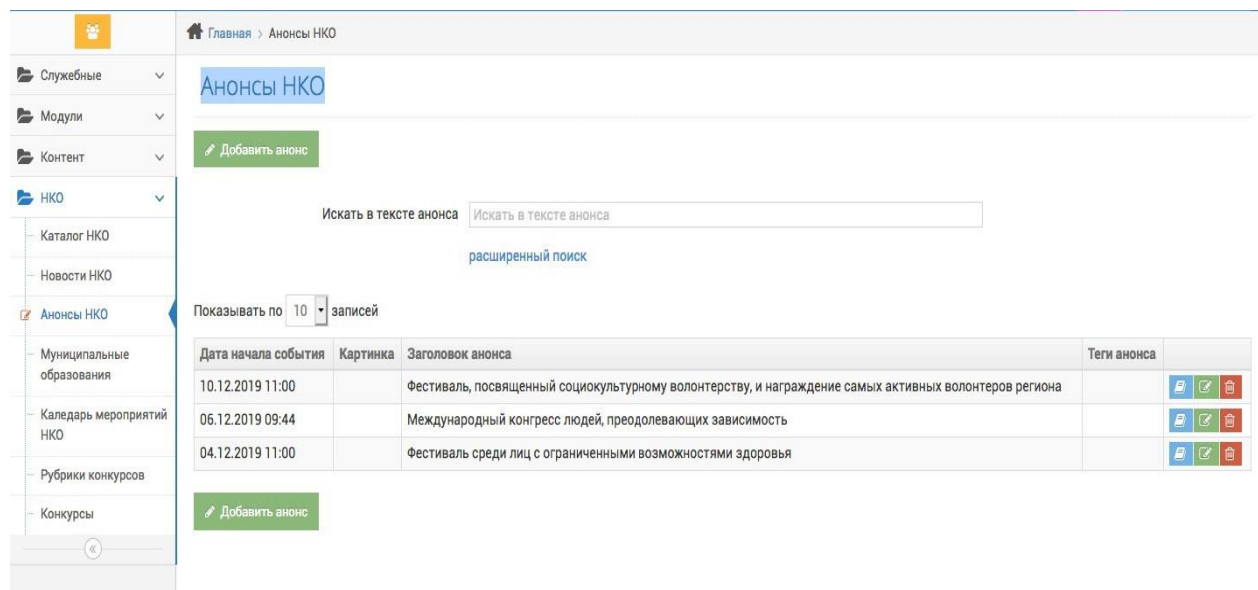 Главная > Анонсы НКО
Служебные
Модули
Контент
НКО
Каталог НКО
Новости НКО
Анонсы НКО
Муниципальные
образования
Каледарь мероприятий
НКО
Рубрики конкурсов
Конкурсы
Анонсы НКО
Добавить анонс
Искать в тексте анонса Искать в тексте анонса
расширенный поиск
Показывать по 10 записей
Дата начала события Картинка Заголовок анонса Теги анонса
10.12.2019 11:00 Фестиваль, посвященный социокультурному волонтерству, и награждение самых активных волонтеров региона
06.12.2019 09:44 Международный конгресс людей, преодолевающих зависимость
04.12.2019 11:00 Фестиваль среди лиц с ограниченными возможностями здоровья
Добавить анонс